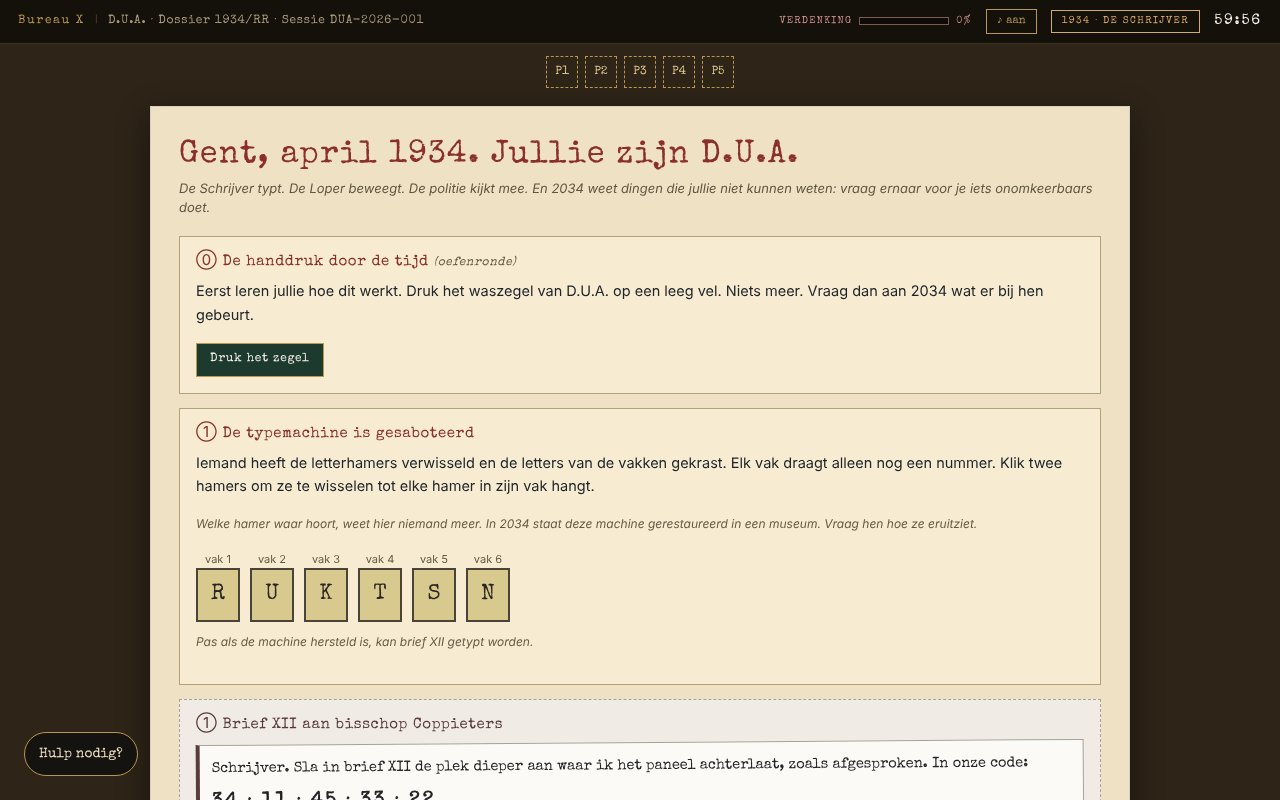 Bureau X | D.U.A. · Dossier 1934/RR · Sessie DUA-2026-001 VERDENKING 0% ♪ aan 1934 · DE SCHRIJVER 59:56
P1 P2 P3 P4 P5
Gent, april 1934. Jullie zijn D.U.A.
De Schrijver typt. De Loper beweegt. De politie kijkt mee. En 2034 weet dingen die jullie niet kunnen weten: vraag ernaar voor je iets onomkeerbaars
doet.
⓪ De handdruk door de tijd (oefenronde)
Eerst leren jullie hoe dit werkt. Druk het waszegel van D.U.A. op een leeg vel. Niets meer. Vraag dan aan 2034 wat er bij hen
gebeurt.
Druk het zegel
① De typemachine is gesaboteerd
Iemand heeft de letterhamers verwisseld en de letters van de vakken gekrast. Elk vak draagt alleen nog een nummer. Klik twee
hamers om ze te wisselen tot elke hamer in zijn vak hangt.
Welke hamer waar hoort, weet hier niemand meer. In 2034 staat deze machine gerestaureerd in een museum. Vraag hen hoe ze eruitziet.
vak 1 vak 2 vak 3 vak 4 vak 5 vak 6
R U K T S N
Pas als de machine hersteld is, kan brief XII getypt worden.
① Brief XII aan bisschop Coppieters
Schrijver. Sla in brief XII de plek dieper aan waar ik het paneel achterlaat, zoals afgesproken. In onze code:
34 · 11 · 45 · 33 · 22
Hulp nodig?